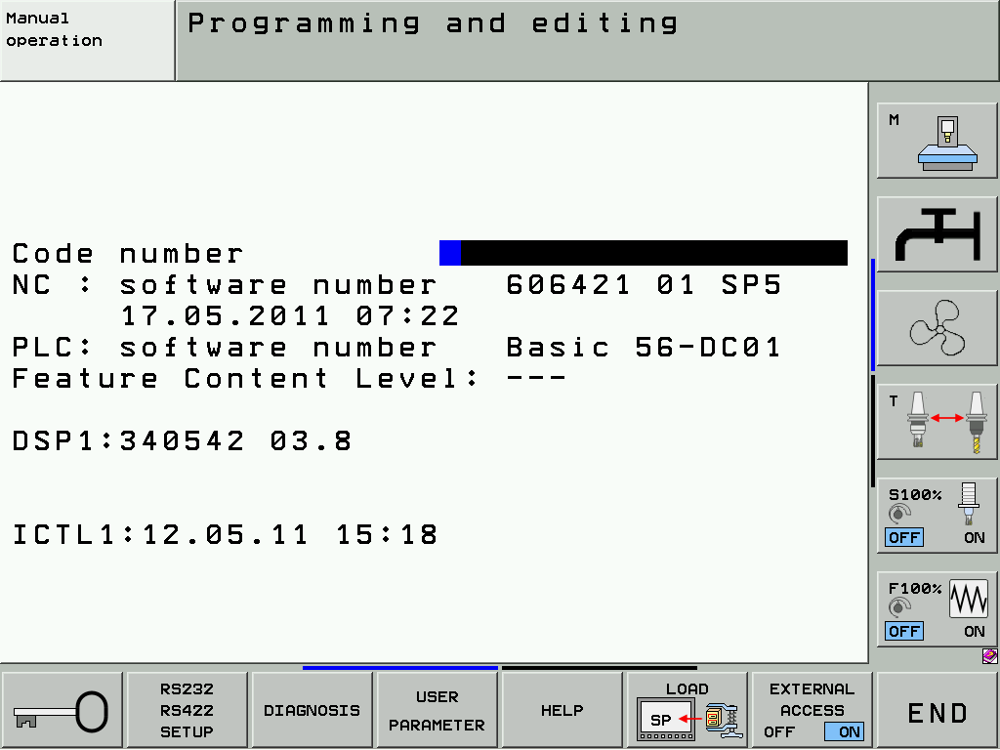 Manual
operation
Programming and editing
M
Code number
NC : software number 606421 01 SP5
17.05.2011 07:22
PLC: software number Basic 56-DC01
Feature Content Level: ---
T
DSP1:340542 03.8
S100%
OFF ON
ICTL1:12.05.11 15:18
F100%
OFF ON
RS232
RS422
SETUP
DIAGNOSIS
USER
PARAMETER
HELP
LOAD
SP
EXTERNAL
ACCESS
OFF ON
END